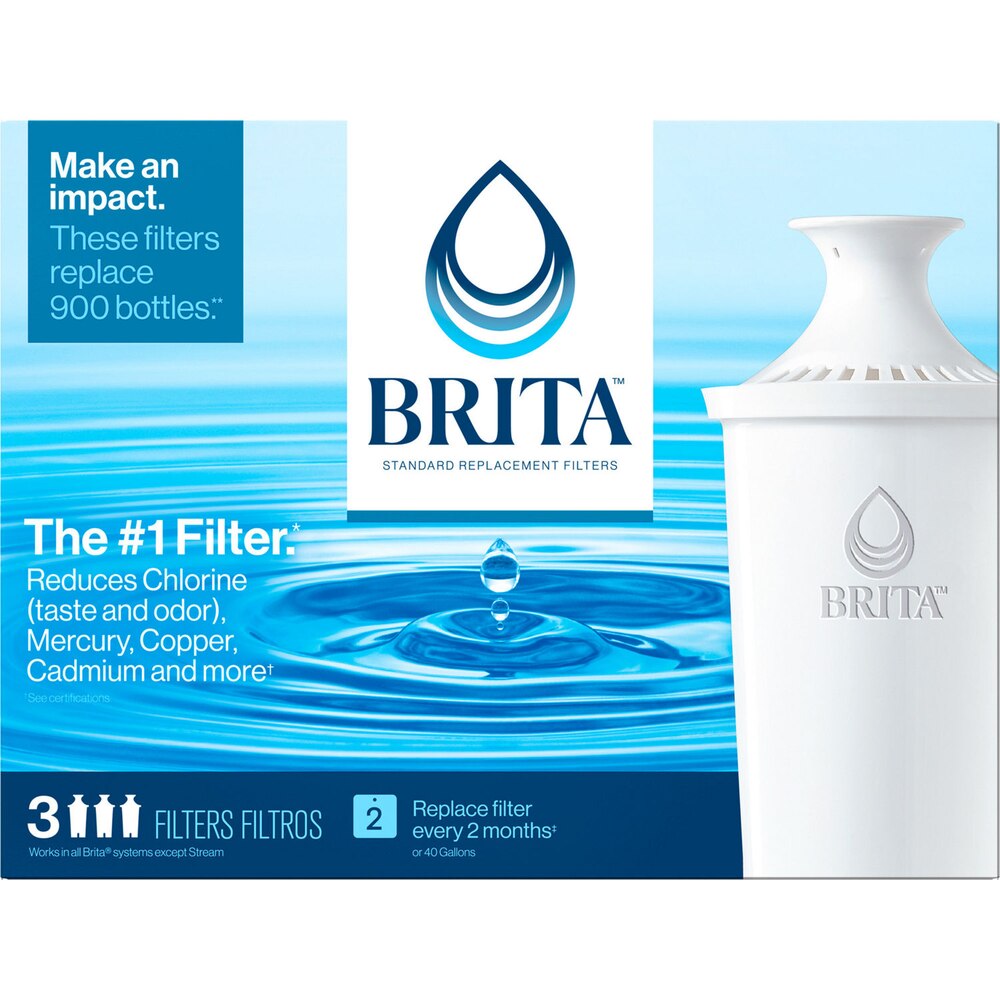 Make an
impact.
These filters
replace
900 bottles.**
BRITA™
STANDARD REPLACEMENT FILTERS
The #1 Filter.*
Reduces Chlorine
(taste and odor),
Mercury, Copper,
Cadmium and more†
†See certifications
BRITA™
3 FILTERS FILTROS
Works in all Brita® systems except Stream
2
Replace filter
every 2 months‡
or 40 Gallons